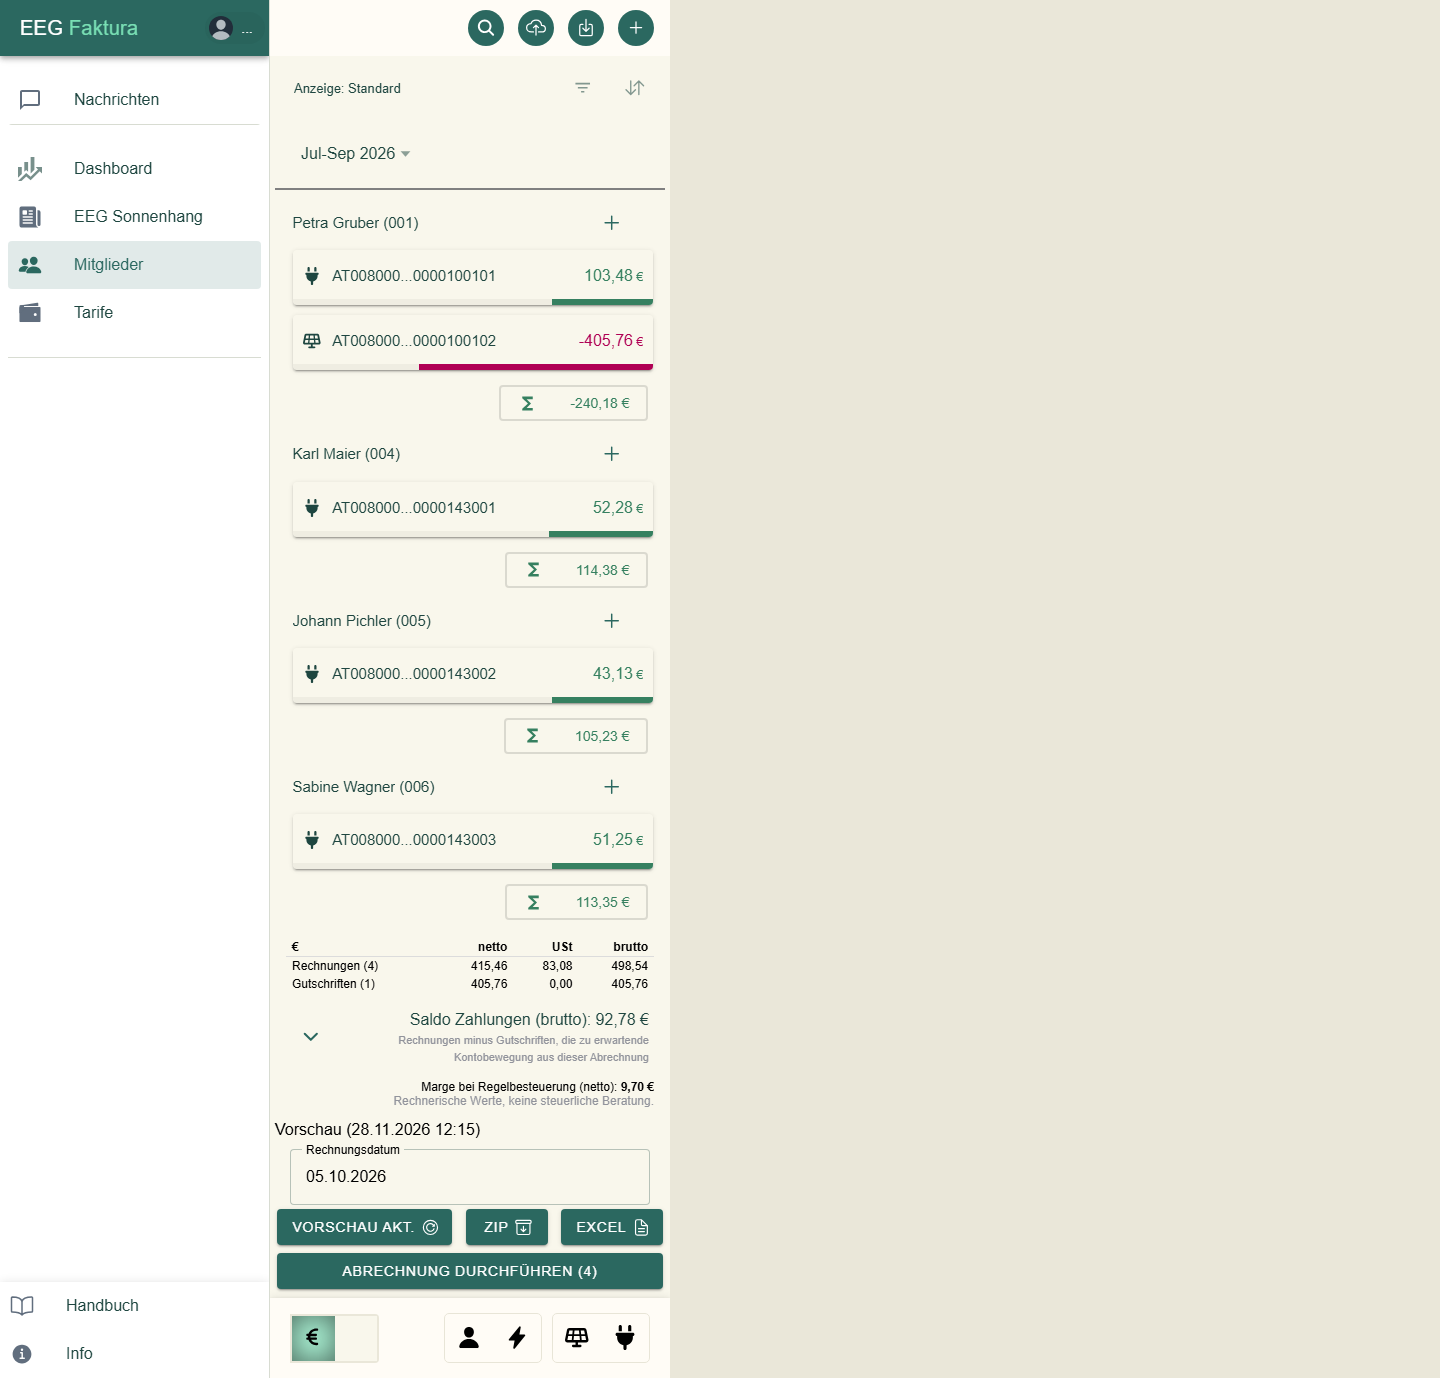 EEG Faktura
...
Nachrichten
Dashboard
EEG Sonnenhang
Mitglieder
Tarife
Handbuch
Info
Anzeige: Standard
Jul-Sep 2026
Petra Gruber (001)
AT008000...0000100101 103,48 €
AT008000...0000100102 -405,76 €
Σ -240,18 €
Karl Maier (004)
AT008000...0000143001 52,28 €
Σ 114,38 €
Johann Pichler (005)
AT008000...0000143002 43,13 €
Σ 105,23 €
Sabine Wagner (006)
AT008000...0000143003 51,25 €
Σ 113,35 €
€ netto USt brutto
Rechnungen (4) 415,46 83,08 498,54
Gutschriften (1) 405,76 0,00 405,76
Saldo Zahlungen (brutto): 92,78 €
Rechnungen minus Gutschriften, die zu erwartende
Kontobewegung aus dieser Abrechnung
Marge bei Regelbesteuerung (netto): 9,70 €
Rechnerische Werte, keine steuerliche Beratung.
Vorschau (28.11.2026 12:15)
Rechnungsdatum
05.10.2026
VORSCHAU AKT. ZIP EXCEL
ABRECHNUNG DURCHFÜHREN (4)
€